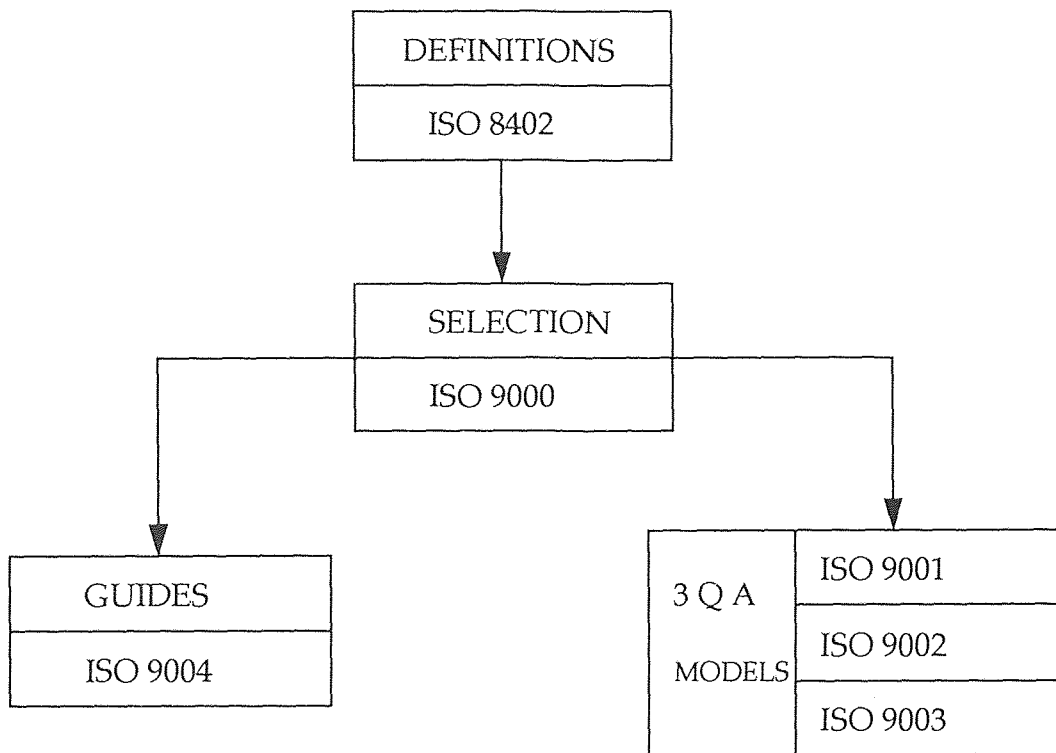 DEFINITIONS
ISO 8402
SELECTION
ISO 9000
GUIDES
ISO 9004
3 Q A
MODELS
ISO 9001
ISO 9002
ISO 9003